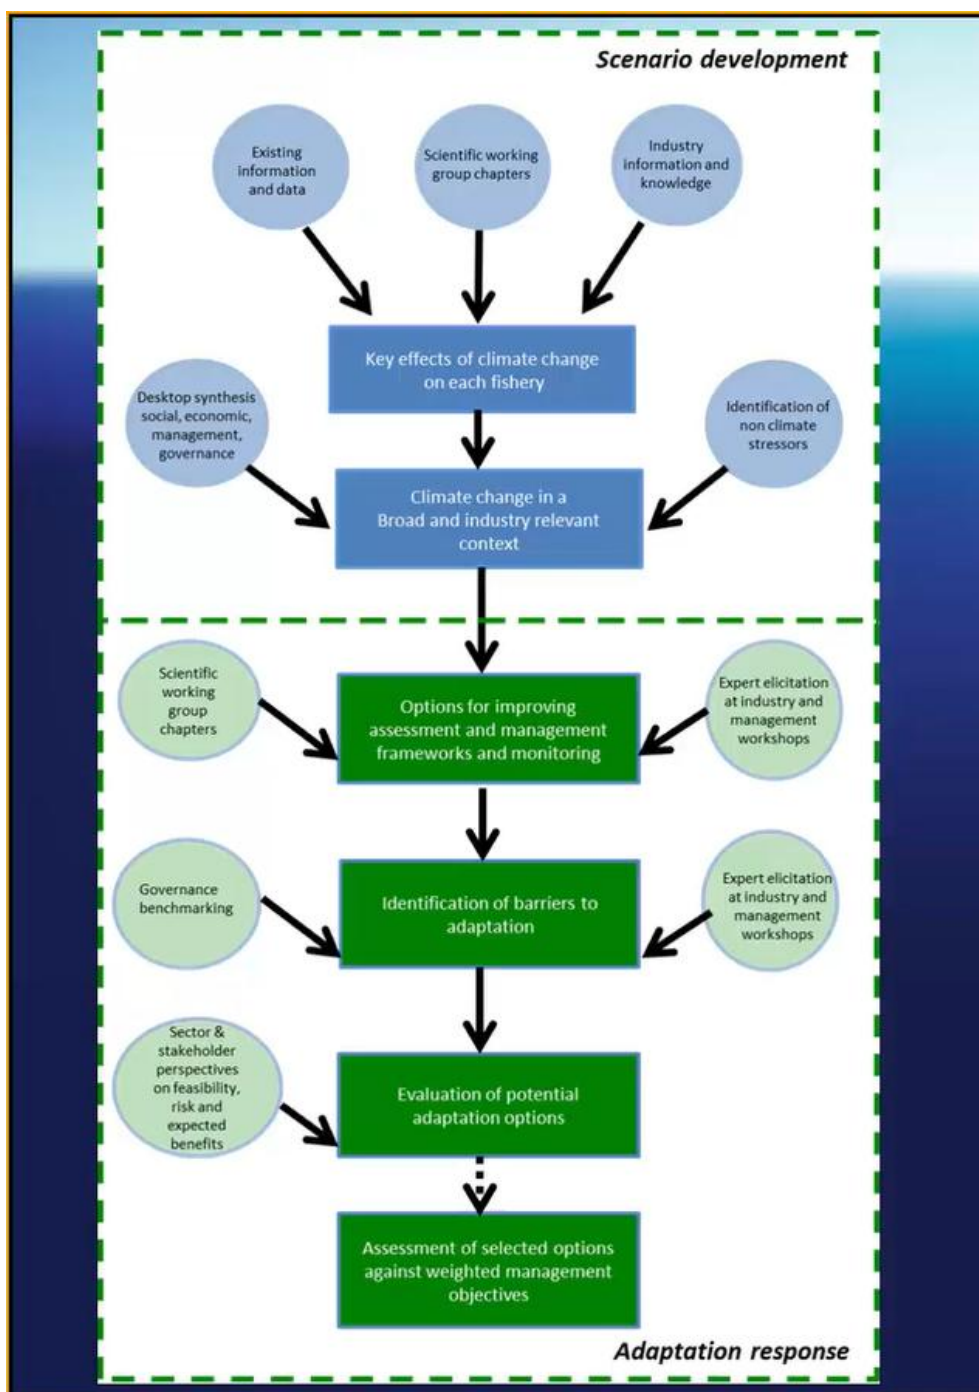 Scenario development
Existing
information
and data
Scientific working
group chapters
Industry
information and
knowledge
Key effects of climate change
on each fishery
Desktop synthesis
social, economic,
management,
governance
Identification of
non climate
stressors
Climate change in a
Broad and industry relevant
context
Scientific
working
group
chapters
Options for improving
assessment and management
frameworks and monitoring
Expert elicitation
at industry and
management
workshops
Governance
benchmarking
Identification of barriers to
adaptation
Expert elicitation
at industry and
management
workshops
Sector &
stakeholder
perspectives
on feasibility,
risk and
expected
benefits
Evaluation of potential
adaptation options
Assessment of selected options
against weighted management
objectives
Adaptation response